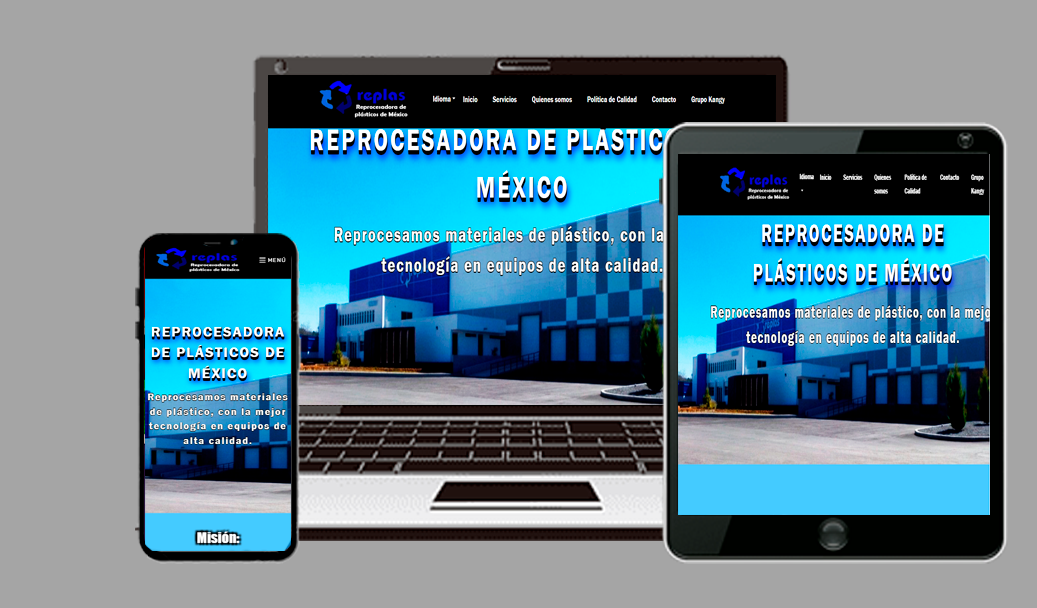 replas
Reprocesadora de
plásticos de México
Idioma Inicio Servicios Quienes somos Política de Calidad Contacto Grupo Kangy
REPROCESADORA DE PLÁSTIC
MÉXICO
Reprocesamos materiales de plástico, con la
tecnología en equipos de alta calidad.
replas
Reprocesadora de
plásticos de México
Idioma Inicio Servicios Quienes somos Política de Calidad Contacto Grupo Kangy
REPROCESADORA DE
PLÁSTICOS DE MÉXICO
Reprocesamos materiales de plástico, con la mejo
tecnología en equipos de alta calidad.
replas
Reprocesadora de
plásticos de México
MENÚ
REPROCESADORA
DE PLÁSTICOS DE
MÉXICO
Reprocesamos materiales
de plástico, con la mejor
tecnología en equipos de
alta calidad.
Misión: